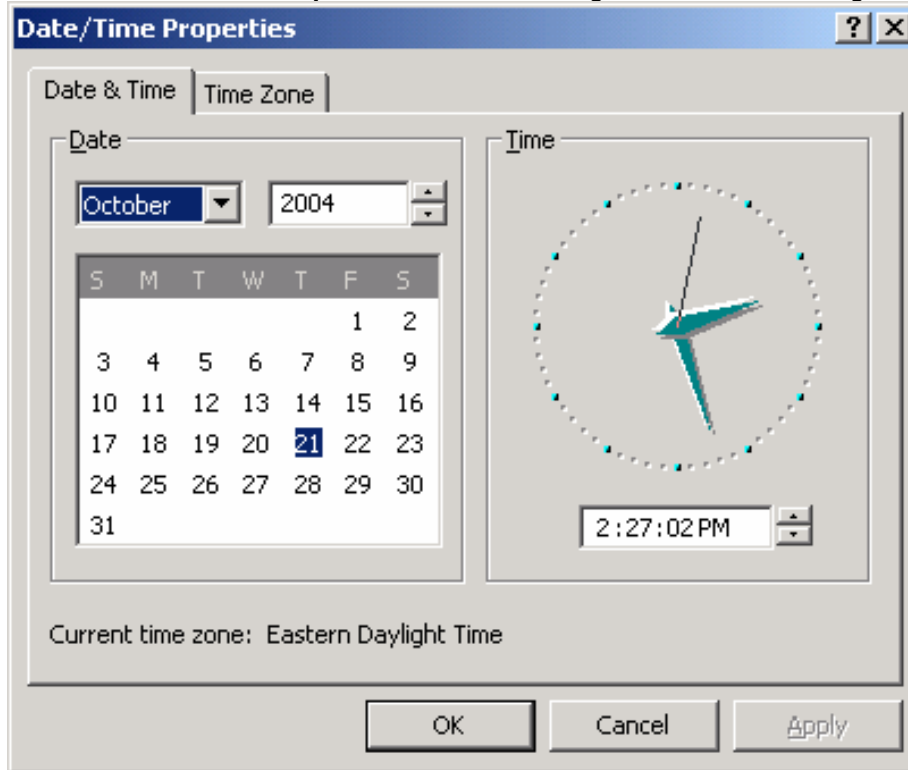 Date/Time Properties ? X
Date & Time Time Zone
Date
Time
October 2004
S M T W T F S
1 2
3 4 5 6 7 8 9
10 11 12 13 14 15 16
17 18 19 20 21 22 23
24 25 26 27 28 29 30
31
2:27:02 PM
Current time zone: Eastern Daylight Time
OK Cancel Apply